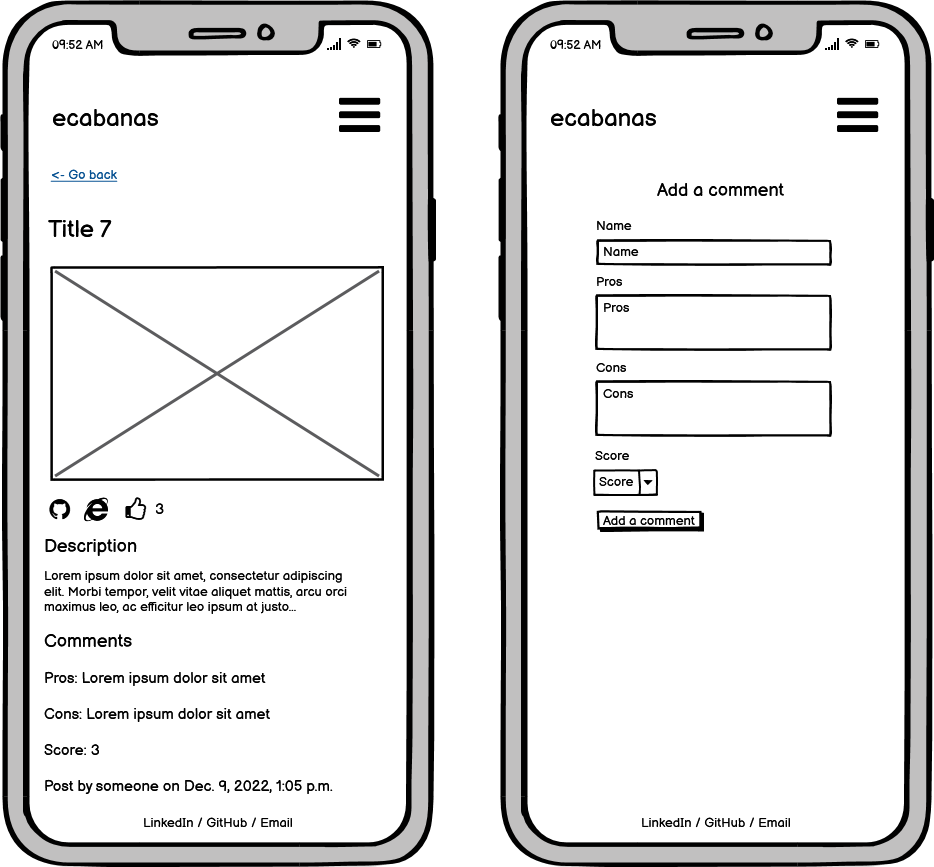 09:52 AM
ecabanas
<- Go back
Title 7
3
Description
Lorem ipsum dolor sit amet, consectetur adipiscing
elit. Morbi tempor, velit vitae aliquet mattis, arcu orci
maximus leo, ac efficitur leo ipsum at justo...
Comments
Pros: Lorem ipsum dolor sit amet
Cons: Lorem ipsum dolor sit amet
Score: 3
Post by someone on Dec. 9, 2022, 1:05 p.m.
LinkedIn / GitHub / Email
09:52 AM
ecabanas
Add a comment
Name
Name
Pros
Pros
Cons
Cons
Score
Score
Add a comment
LinkedIn / GitHub / Email